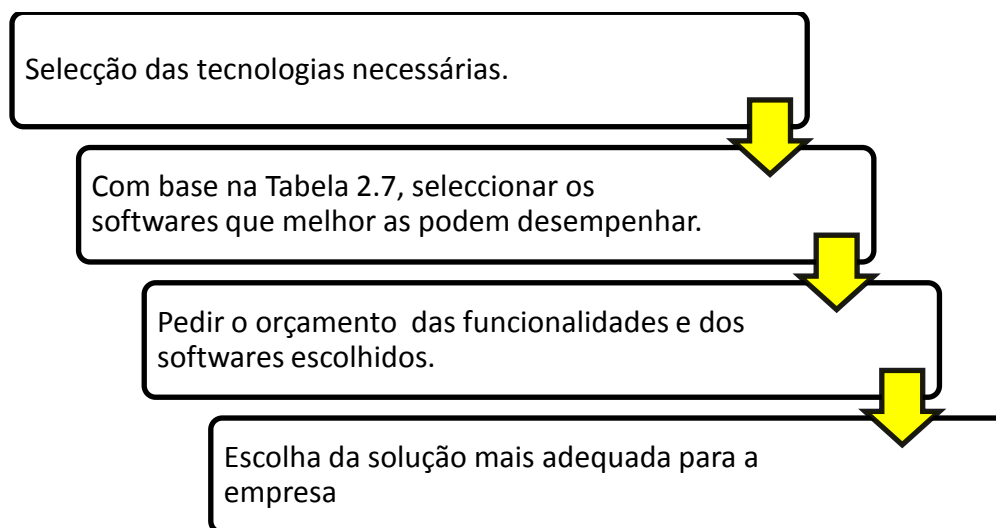 Selecção das tecnologias necessárias.
Com base na Tabela 2.7, seleccionar os
softwares que melhor as podem desempenhar.
Pedir o orçamento das funcionalidades e dos
softwares escolhidos.
Escolha da solução mais adequada para a
empresa